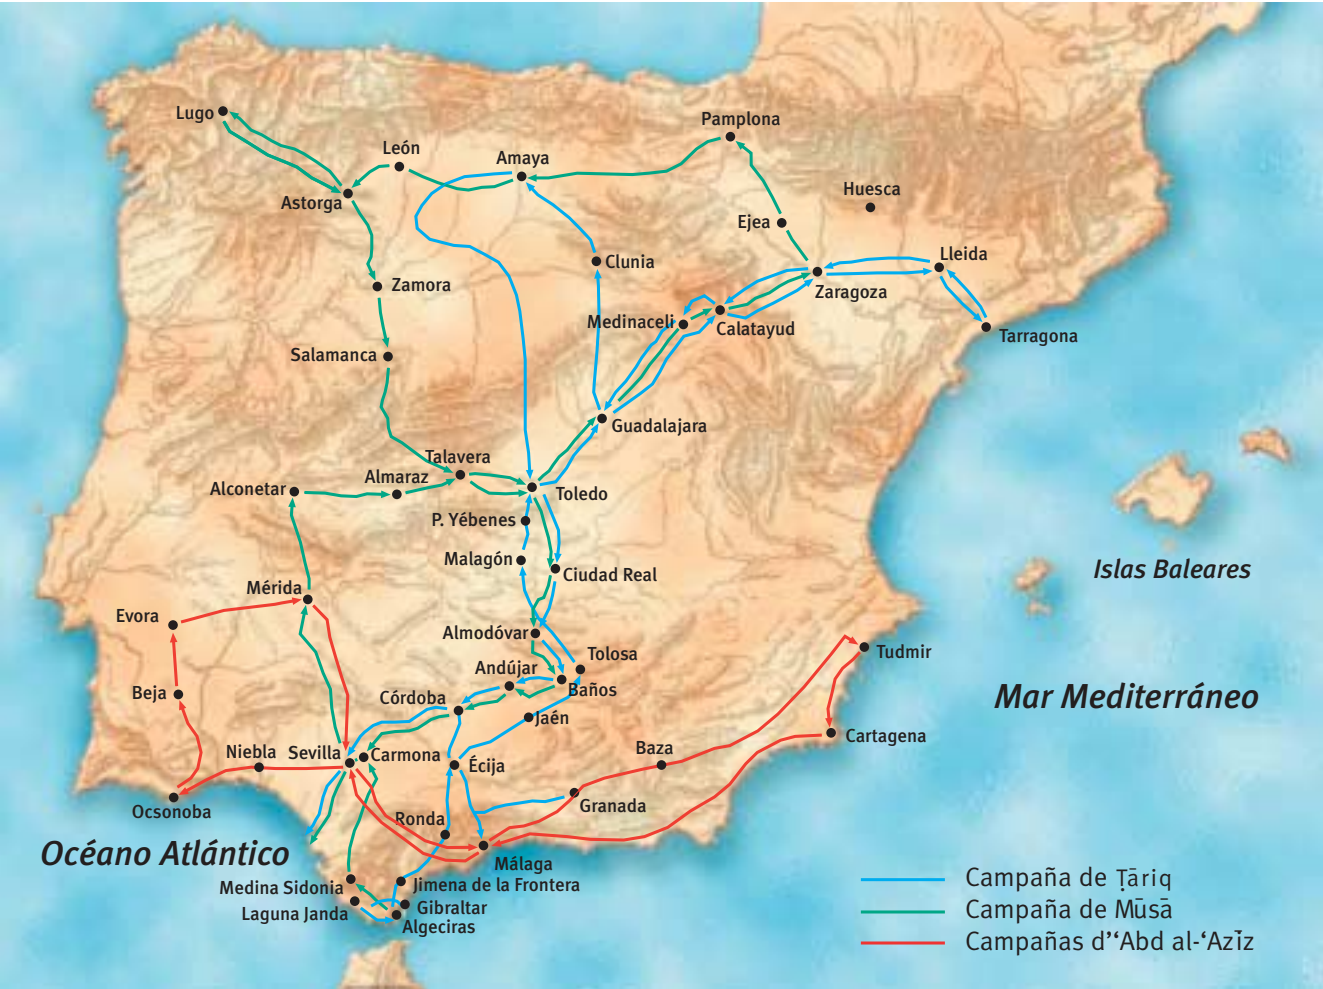 Pamplona
Lugo
León
Amaya
Huesca
Astorga
Ejea
Lleida
Clunia
Zamora
Zaragoza
Medinaceli
Calatayud
Tarragona
Salamanca
Guadalajara
Talavera
Almaraz
Alconetar
Toledo
P. Yébenes
Malagón
Ciudad Real
Islas Baleares
Mérida
Evora
Almodóvar
Tolosa
Tudmir
Andújar
Baños
Beja
Córdoba
Mar Mediterráneo
Jaén
Cartagena
Niebla
Sevilla
Carmona
Baza
Écija
Ocsonoba
Granada
Ronda
Océano Atlántico
Málaga
Medina Sidonia
Jimena de la Frontera
Laguna Janda
Gibraltar
Algeciras
Campaña de Ṭāriq
Campaña de Mūsā
Campañas d’‘Abd al-‘Azīz